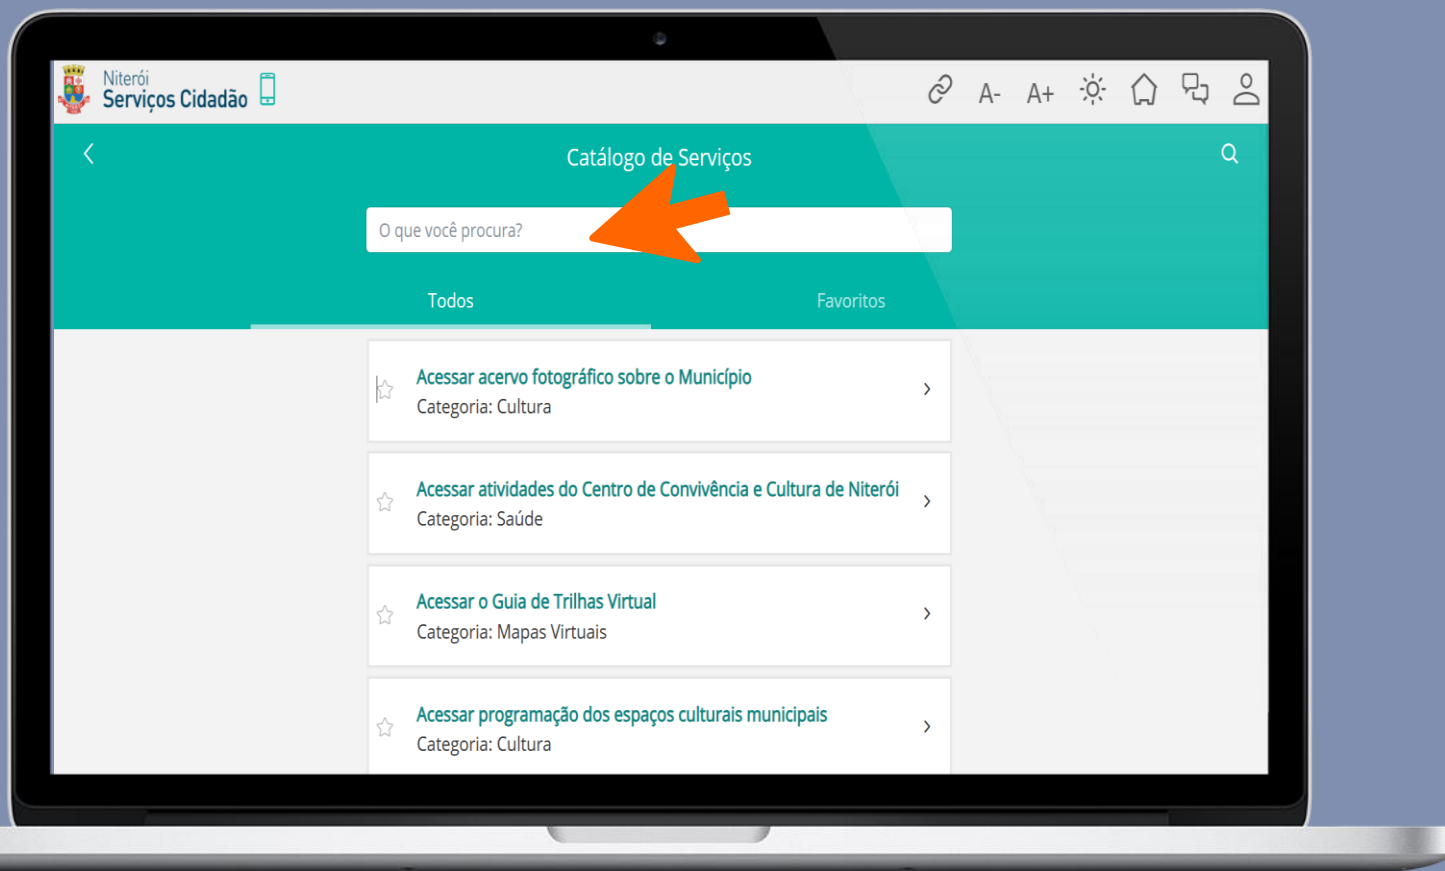 Niterói
Serviços Cidadão
A- A+
Catálogo de Serviços
O que você procura?
Todos Favoritos
Acessar acervo fotográfico sobre o Município
Categoria: Cultura
Acessar atividades do Centro de Convivência e Cultura de Niterói
Categoria: Saúde
Acessar o Guia de Trilhas Virtual
Categoria: Mapas Virtuais
Acessar programação dos espaços culturais municipais
Categoria: Cultura